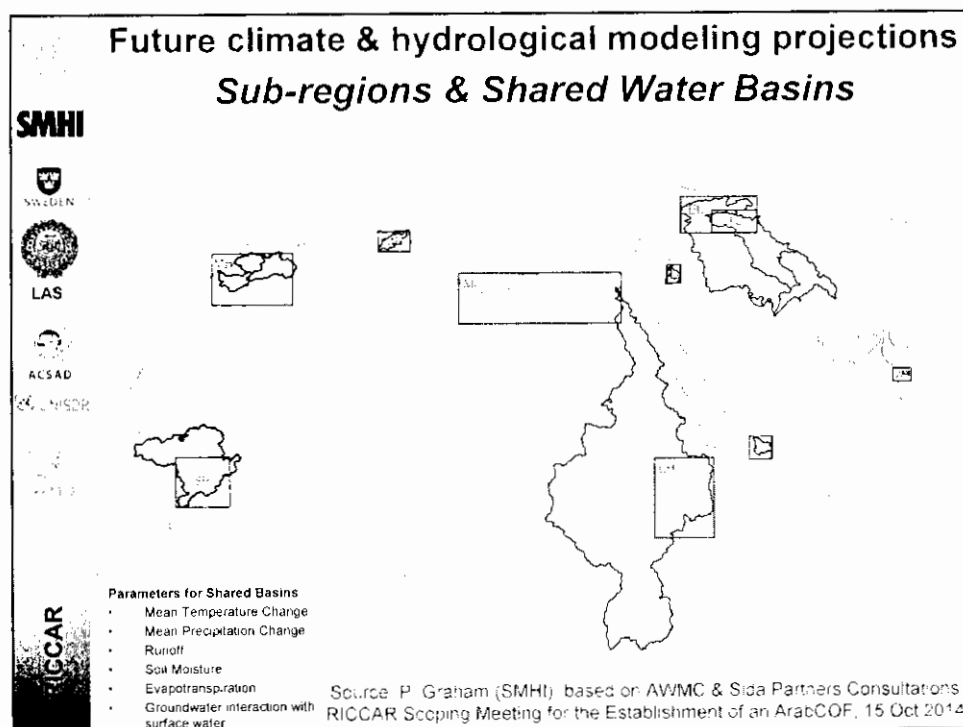 Future climate & hydrological modeling projections
Sub-regions & Shared Water Basins
SMHI
SWEDEN
LAS
ACSAD
UNISDR
RICCAR
Parameters for Shared Basins
• Mean Temperature Change
• Mean Precipitation Change
• Runoff
• Soil Moisture
• Evapotranspiration
• Groundwater interaction with
surface water
Source P Graham (SMHI) based on AWMC & Sida Partners Consultations
RICCAR Scoping Meeting for the Establishment of an ArabCOF, 15 Oct 2014